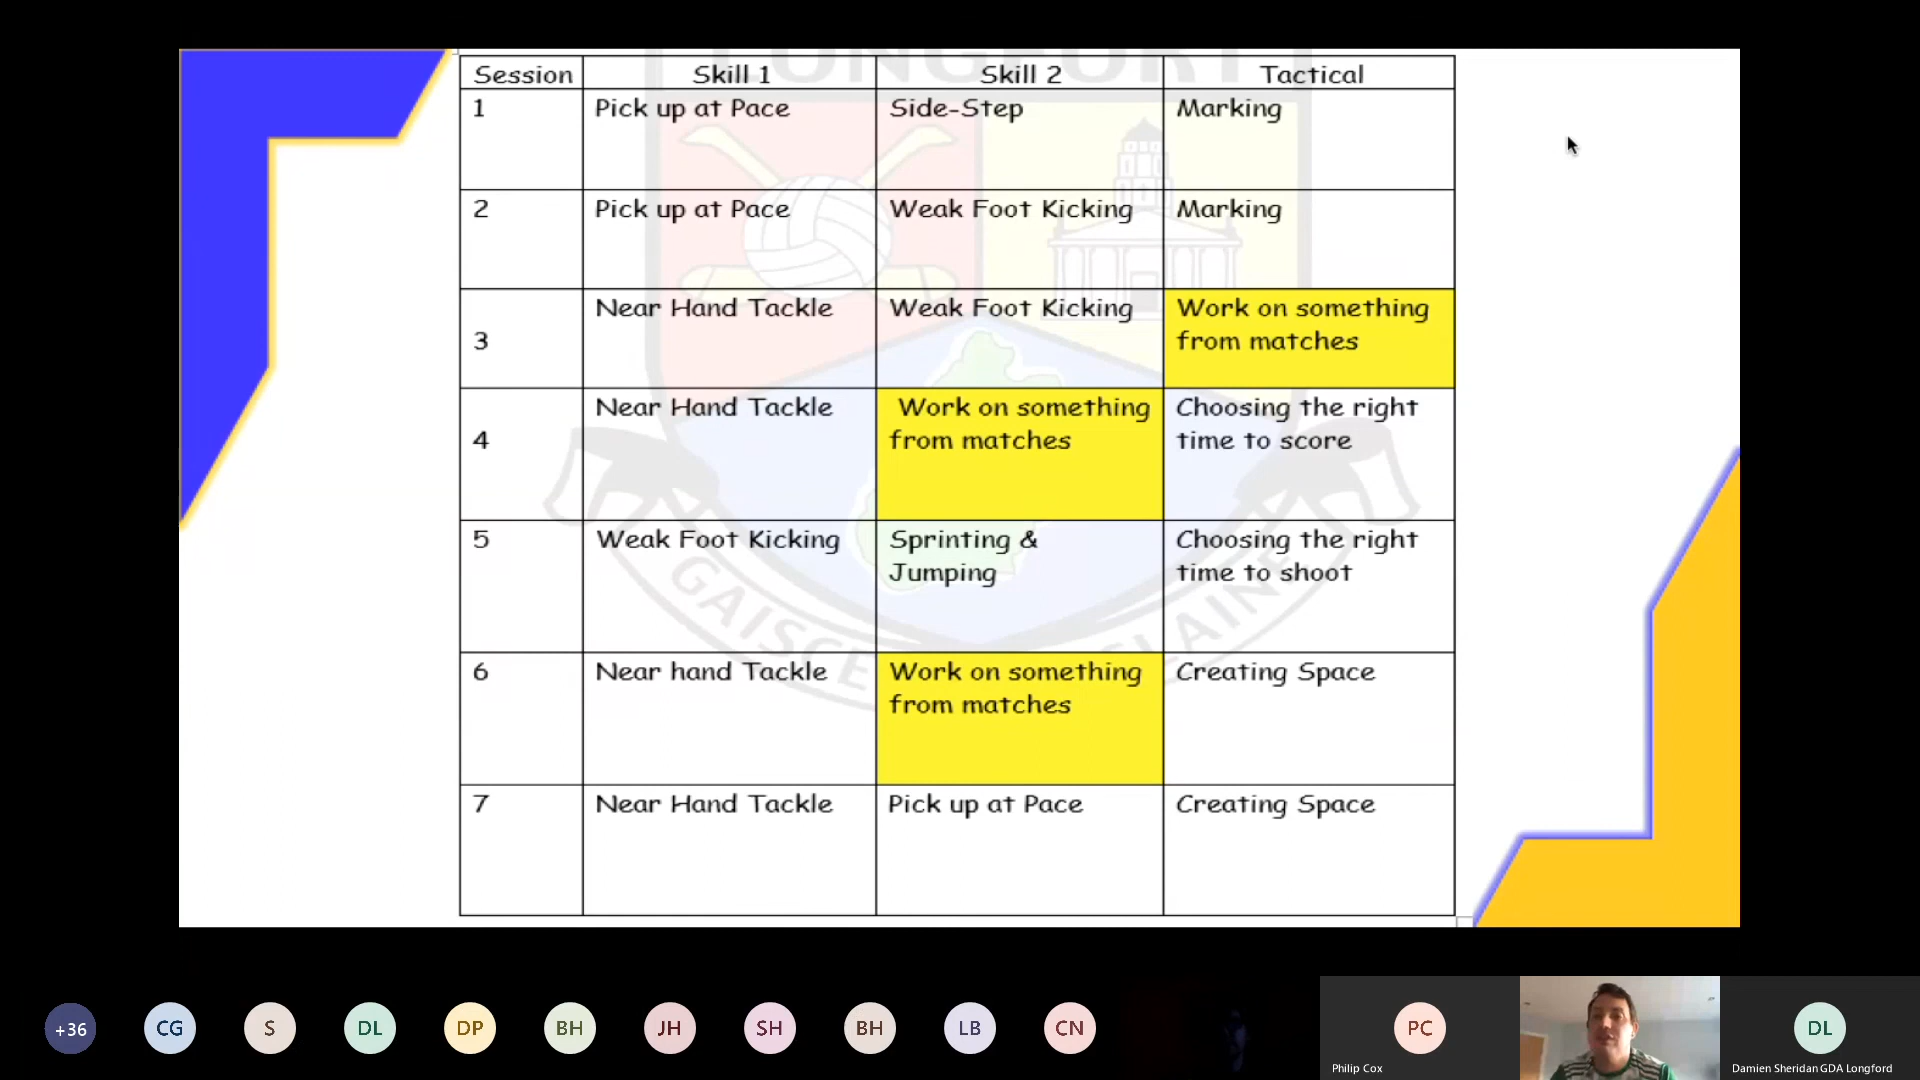 LONGFORT
Session Skill 1 Skill 2 Tactical
1 Pick up at Pace Side-Step Marking
2 Pick up at Pace Weak Foot Kicking Marking
3 Near Hand Tackle Weak Foot Kicking Work on something
from matches
4 Near Hand Tackle Work on something
from matches
Choosing the right
time to score
5 Weak Foot Kicking Sprinting &
Jumping
Choosing the right
time to shoot
6 Near hand Tackle Work on something
from matches
Creating Space
7 Near Hand Tackle Pick up at Pace Creating Space
GAISCE
+36 CG S DL DP BH JH SH BH LB CN PC DL
Philip Cox Damien Sheridan GDA Longford